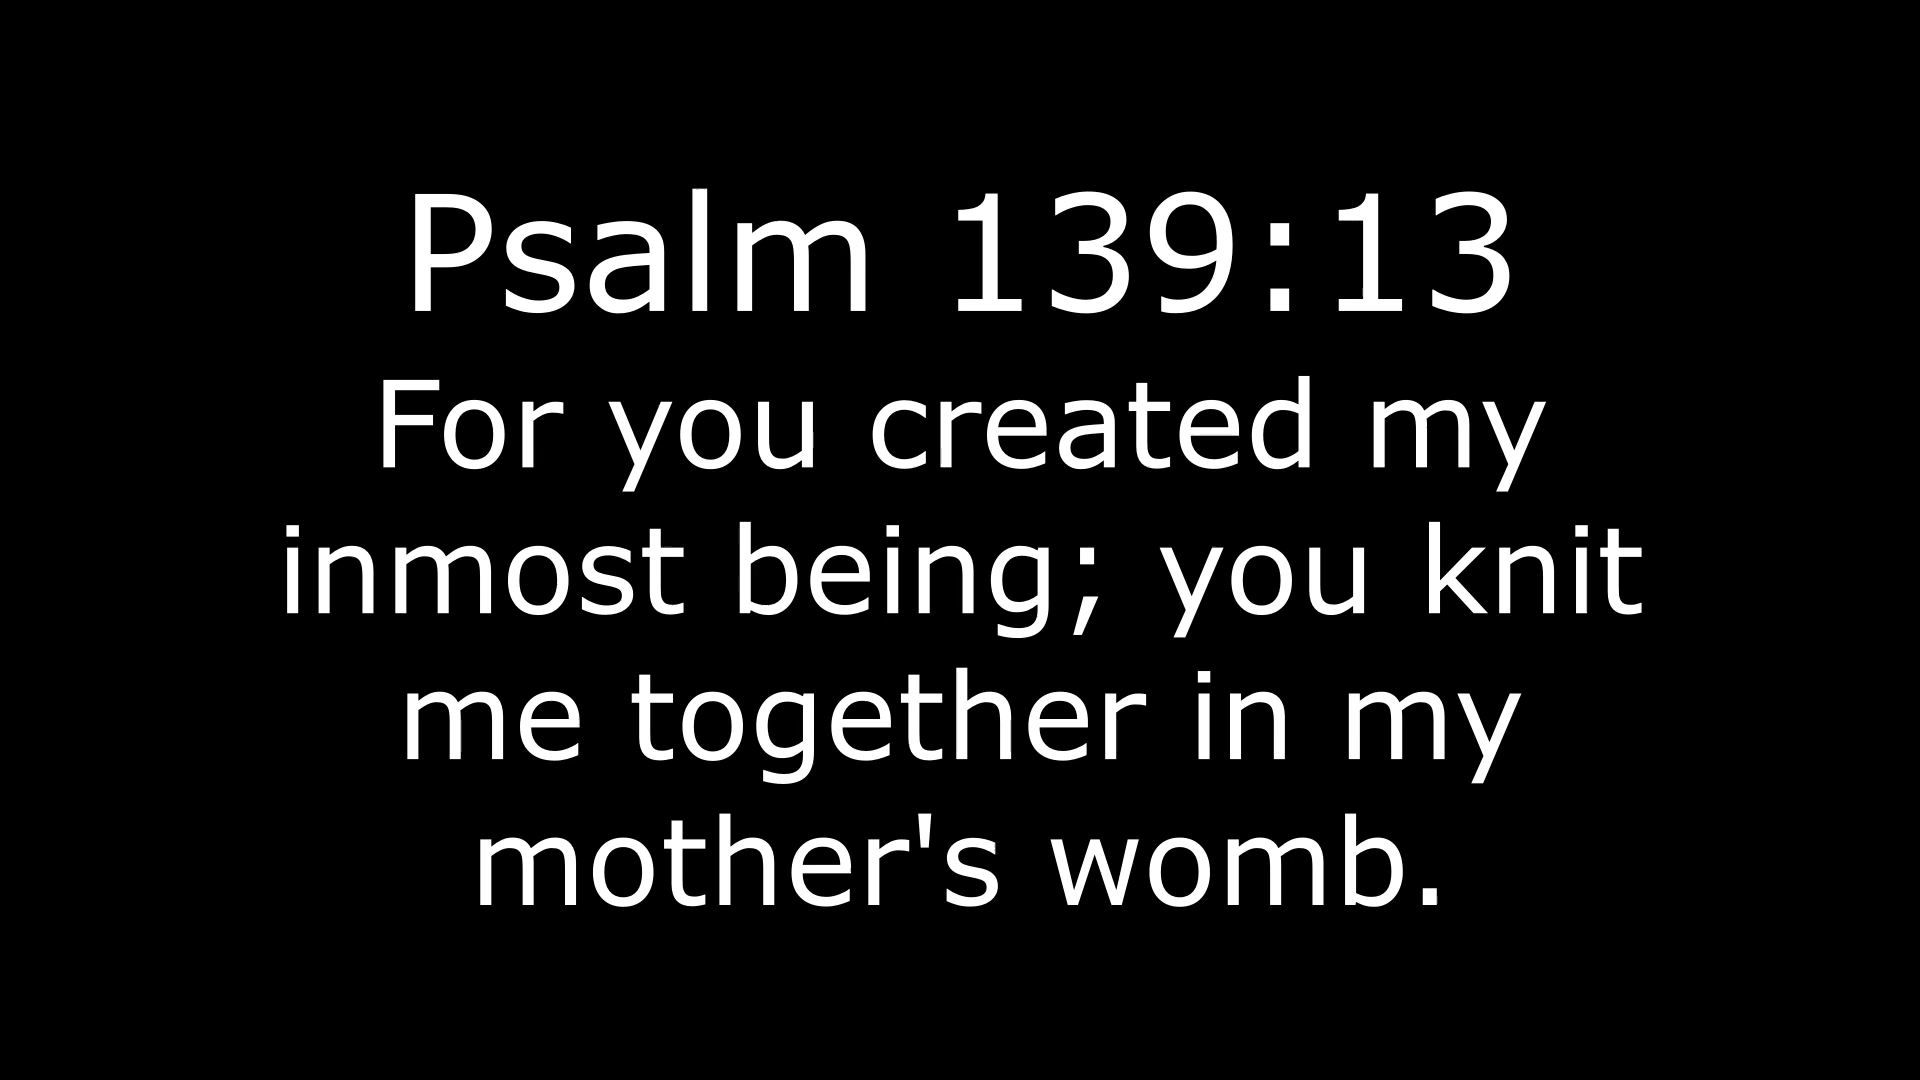 Psalm 139:13
For you created my
inmost being; you knit
me together in my
mother's womb.